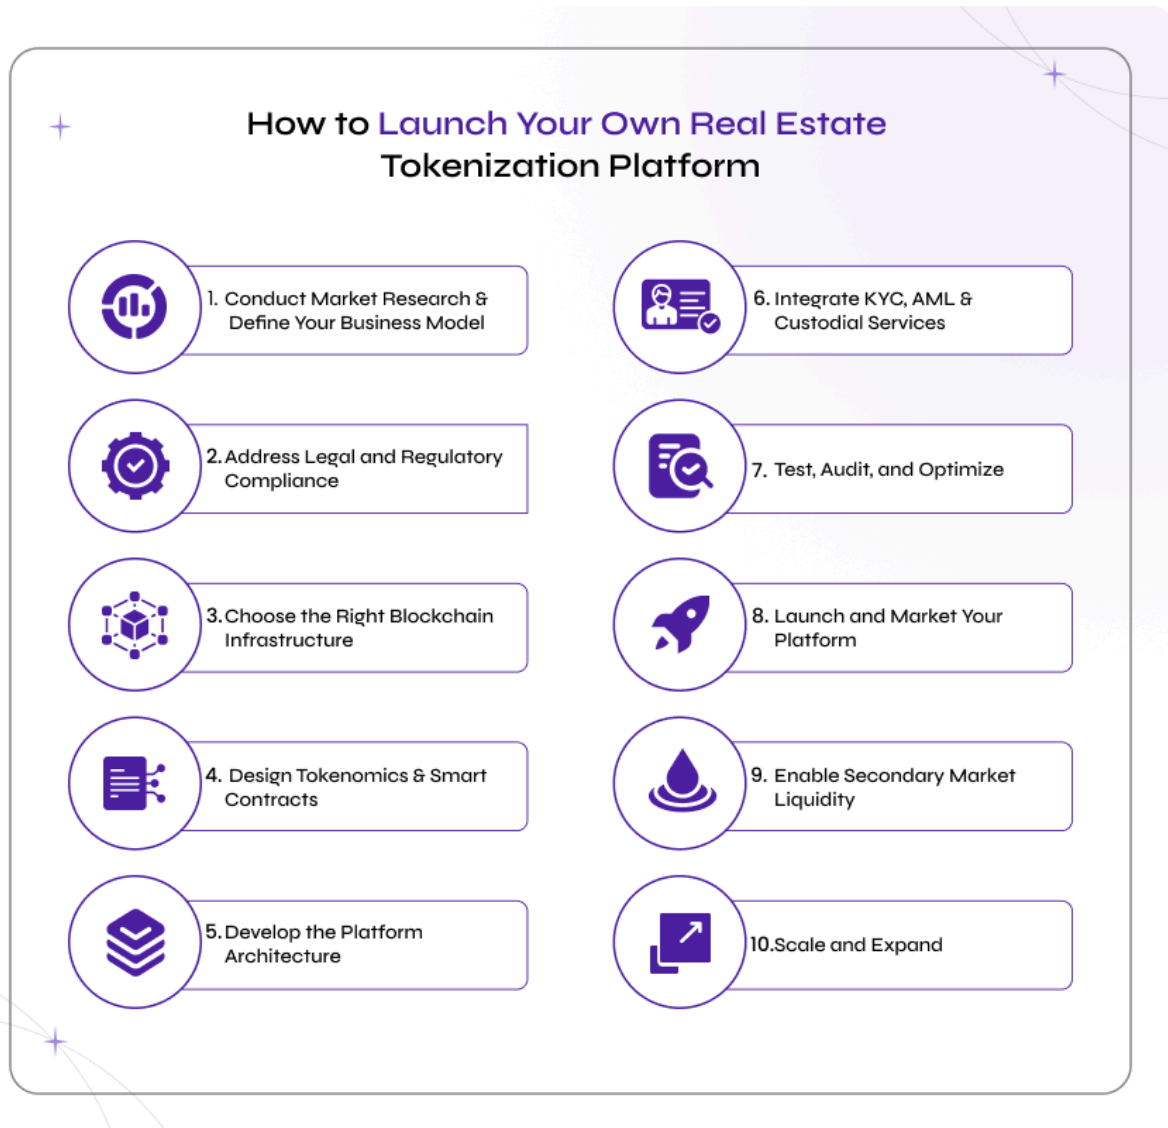 How to Launch Your Own Real Estate
Tokenization Platform
1. Conduct Market Research &
Define Your Business Model
2. Address Legal and Regulatory
Compliance
3. Choose the Right Blockchain
Infrastructure
4. Design Tokenomics & Smart
Contracts
5. Develop the Platform
Architecture
6. Integrate KYC, AML &
Custodial Services
7. Test, Audit, and Optimize
8. Launch and Market Your
Platform
9. Enable Secondary Market
Liquidity
10.Scale and Expand